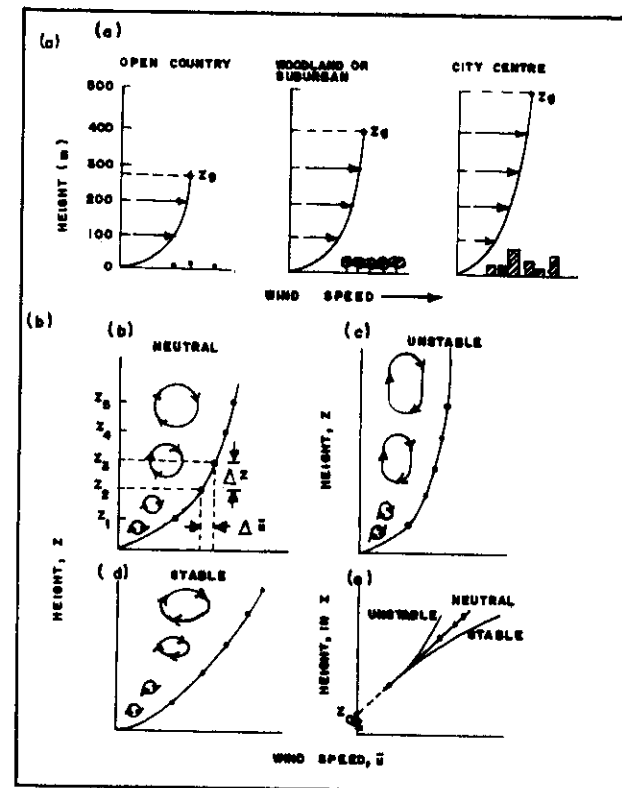 (a)
(a)
OPEN COUNTRY
WOODLAND OR
SUBURBAN
CITY CENTRE
HEIGHT (m)
500
400
300
200
100
0
Zg
Zg
Zg
WIND SPEED
(b)
(b)
NEUTRAL
Z5
Z4
Z3
Z2
Z1
ΔZ
Δū
(c)
UNSTABLE
HEIGHT, Z
(d)
STABLE
HEIGHT, Z
(e)
UNSTABLE
NEUTRAL
STABLE
HEIGHT, ln Z
WIND SPEED, ū